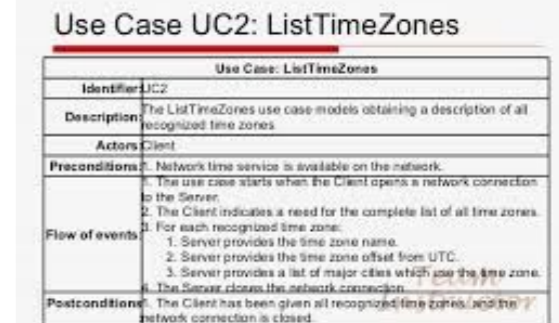 Use Case UC2: ListTimeZones
Use Case: ListTimeZones
Identifier: UC2
Description: The ListTimeZones use case models obtaining a description of all
recognized time zones
Actors: Client
Preconditions: 1. Network time service is available on the network.
Flow of events: 1. The use case starts when the Client opens a network connection
to the Server.
2. The Client indicates a need for the complete list of all time zones.
3. For each recognized time zone:
1. Server provides the time zone name.
2. Server provides the time zone offset from UTC.
3. Server provides a list of major cities which use the time zone.
4. The Server closes the network connection
Postconditions: 1. The Client has been given all recognized time zones and the
network connection is closed.
Team